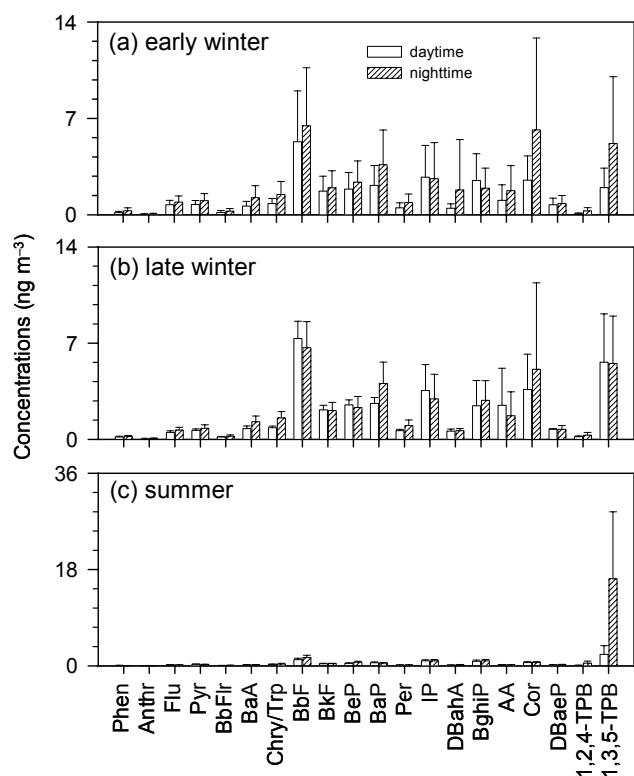 14
(a) early winter
daytime
nighttime
7
0
14
(b) late winter
7
0
36
(c) summer
18
0
Concentrations (ng m⁻³)
Phen
Anthr
Flu
Pyr
BbFlr
BaA
Chry/Trp
BbF
BkF
BeP
BaP
Per
IP
DBahA
BghiP
AA
Cor
DBaeP
1,2,4-TPB
1,3,5-TPB